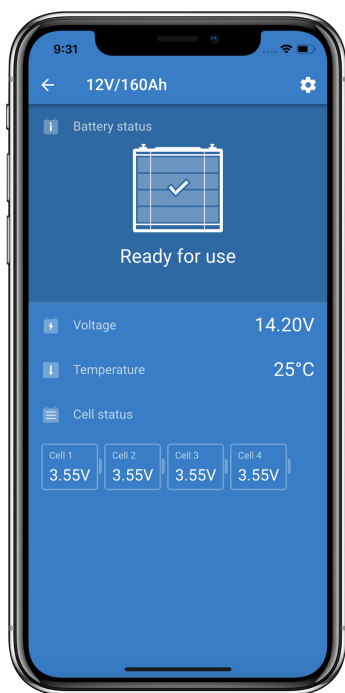 9:31
12V/160Ah
Battery status
Ready for use
Voltage 14.20V
Temperature 25°C
Cell status
Cell 1 Cell 2 Cell 3 Cell 4
3.55V 3.55V 3.55V 3.55V